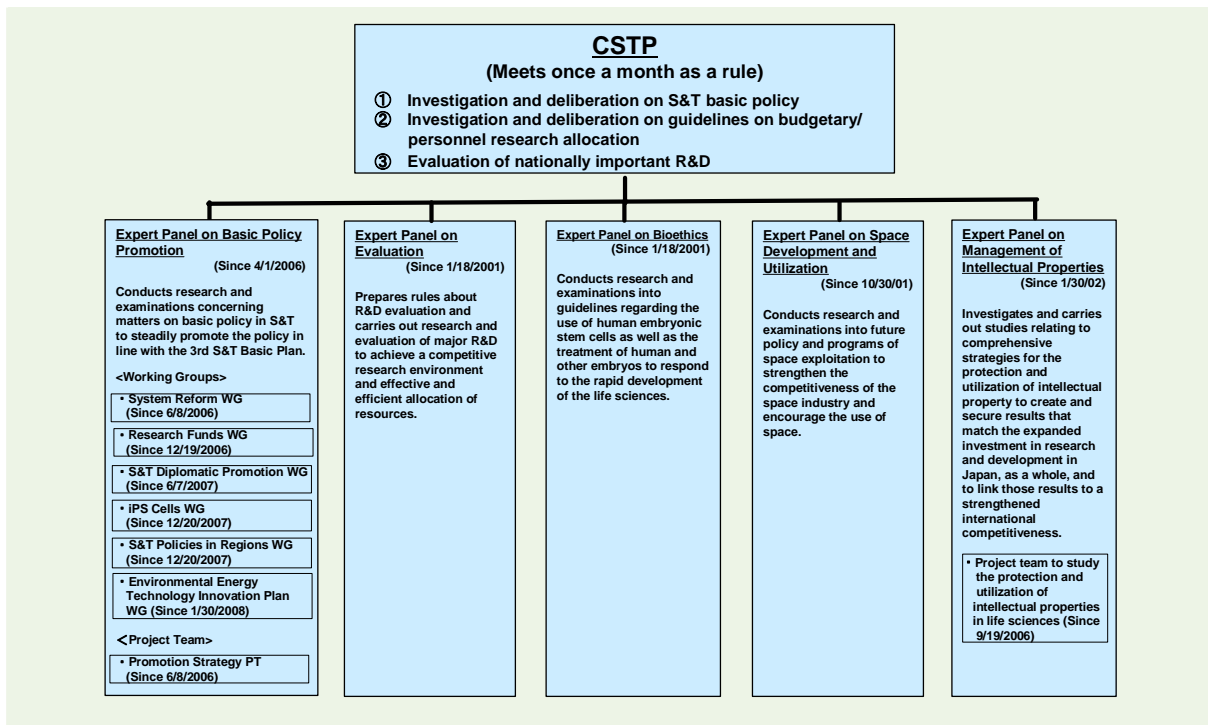 CSTP
(Meets once a month as a rule)
① Investigation and deliberation on S&T basic policy
② Investigation and deliberation on guidelines on budgetary/
personnel research allocation
③ Evaluation of nationally important R&D
Expert Panel on Basic Policy
Promotion
(Since 4/1/2006)
Conducts research and
examinations concerning
matters on basic policy in S&T
to steadily promote the policy in
line with the 3rd S&T Basic Plan.
<Working Groups>
・System Reform WG
(Since 6/8/2006)
・Research Funds WG
(Since 12/19/2006)
・S&T Diplomatic Promotion WG
(Since 6/7/2007)
・iPS Cells WG
(Since 12/20/2007)
・S&T Policies in Regions WG
(Since 12/20/2007)
・Environmental Energy
Technology Innovation Plan
WG (Since 1/30/2008)
<Project Team>
・Promotion Strategy PT
(Since 6/8/2006)
Expert Panel on
Evaluation
(Since 1/18/2001)
Prepares rules about
R&D evaluation and
carries out research and
evaluation of major R&D
to achieve a competitive
research environment
and effective and
efficient allocation of
resources.
Expert Panel on Bioethics
(Since 1/18/2001)
Conducts research and
examinations into
guidelines regarding the
use of human embryonic
stem cells as well as the
treatment of human and
other embryos to respond
to the rapid development
of the life sciences.
Expert Panel on Space
Development and
Utilization
(Since 10/30/01)
Conducts research and
examinations into future
policy and programs of
space exploitation to
strengthen the
competitiveness of the
space industry and
encourage the use of
space.
Expert Panel on
Management of
Intellectual Properties
(Since 1/30/02)
Investigates and carries
out studies relating to
comprehensive
strategies for the
protection and
utilization of intellectual
property to create and
secure results that
match the expanded
investment in research
and development in
Japan, as a whole, and
to link those results to a
strengthened
international
competitiveness.
・Project team to study
the protection and
utilization of
intellectual properties
in life sciences (Since
9/19/2006)